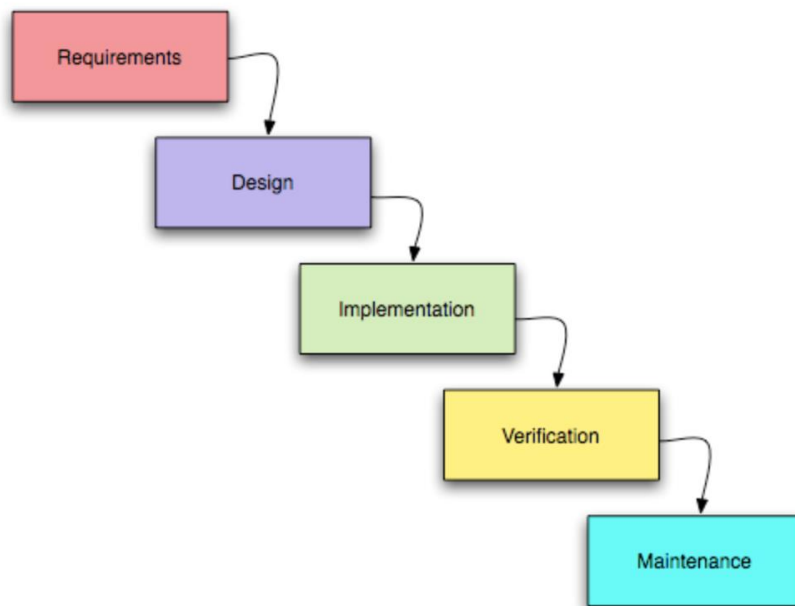 Requirements
Design
Implementation
Verification
Maintenance